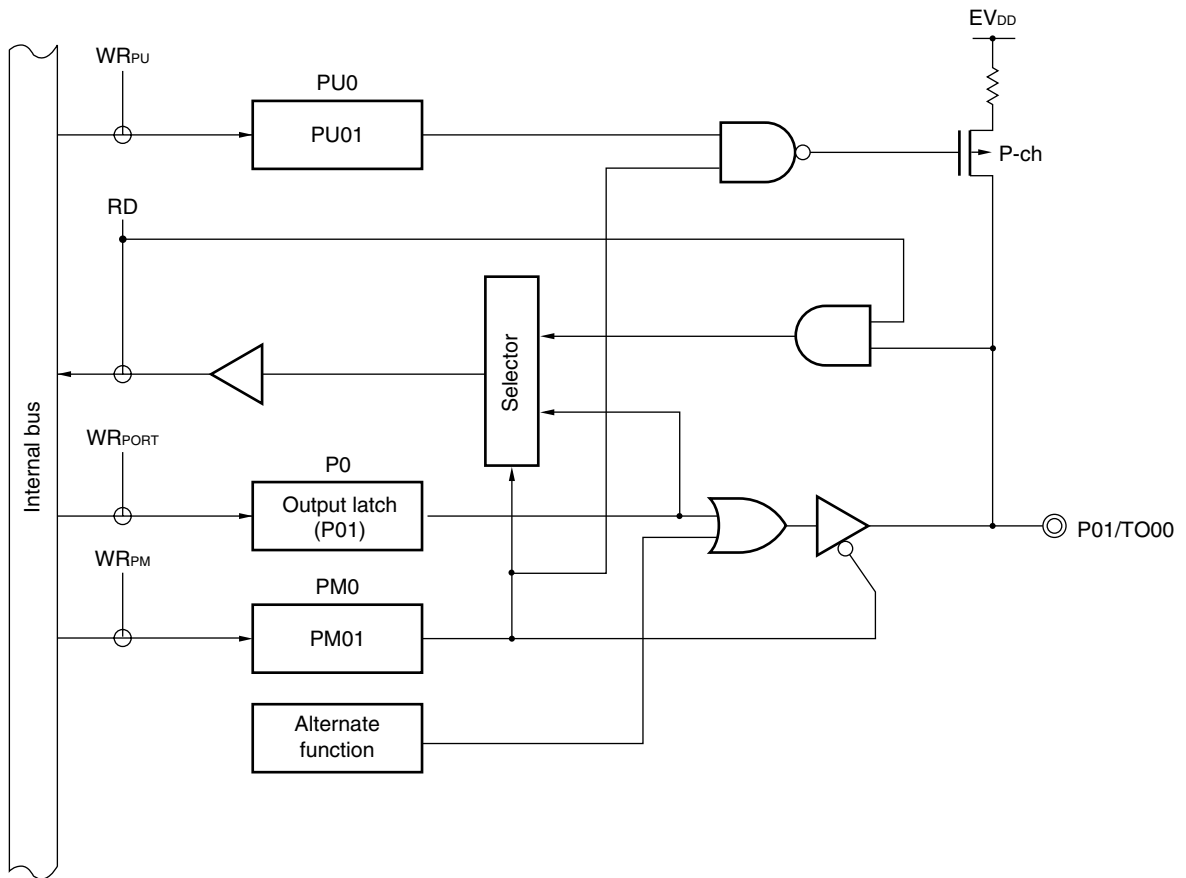 EVDD
WRPU
PU0
PU01
P-ch
RD
Selector
Internal bus
WRPORT
P0
Output latch
(P01)
P01/TO00
WRPM
PM0
PM01
Alternate
function